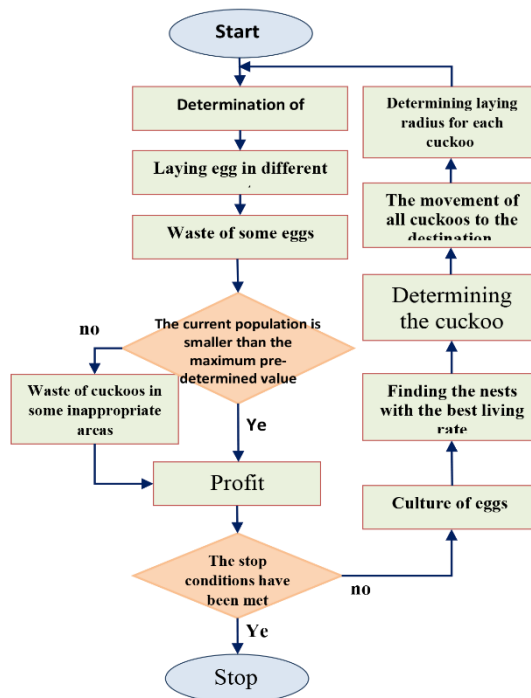 Start
Determination of
Laying egg in different
Waste of some eggs
The current population is
smaller than the
maximum pre-
determined value
no
Waste of cuckoos in
some inappropriate
areas
Ye
Profit
The stop
conditions have
been met
no
Ye
Stop
Culture of eggs
Finding the nests
with the best living
rate
Determining
the cuckoo
The movement of
all cuckoos to the
destination
Determining laying
radius for each
cuckoo